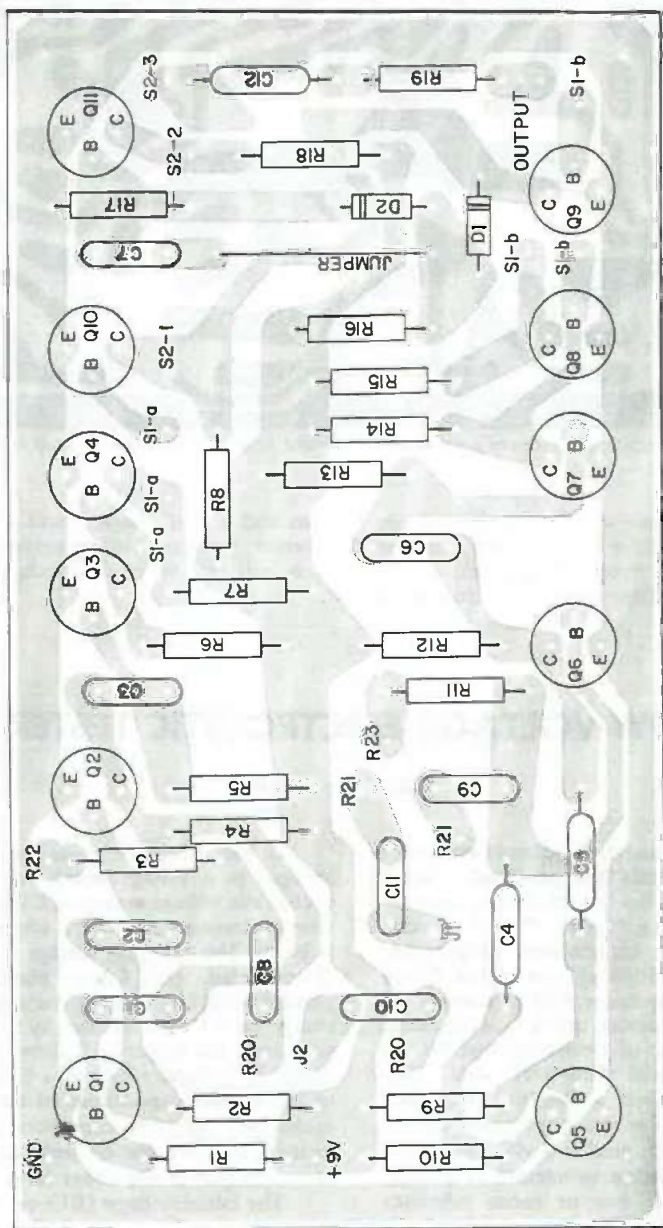 E
B Q11
C
S2-3
C12
R19
S1-b
S2-2
R18
OUTPUT
R17
D2
D1
C
B
Q9
E
C7
JUMPER
S1-b
S1-b
E
B Q10
C
S2-1
R16
C
B
Q8
E
R15
S1-a
R14
E
B Q4
C
S1-a
R8
R13
C
B
Q7
E
S1-a
C6
E
B Q3
C
R7
R6
R12
C
B
Q6
E
C3
R11
R23
E
B Q2
C
R5
R21
C9
R4
R21
R22
R3
C11
C2
C8
J1
C4
C1
R20
J2
C10
R20
E
B Q1
C
R2
R9
C
B
Q5
E
GND
R1
+9V
R10